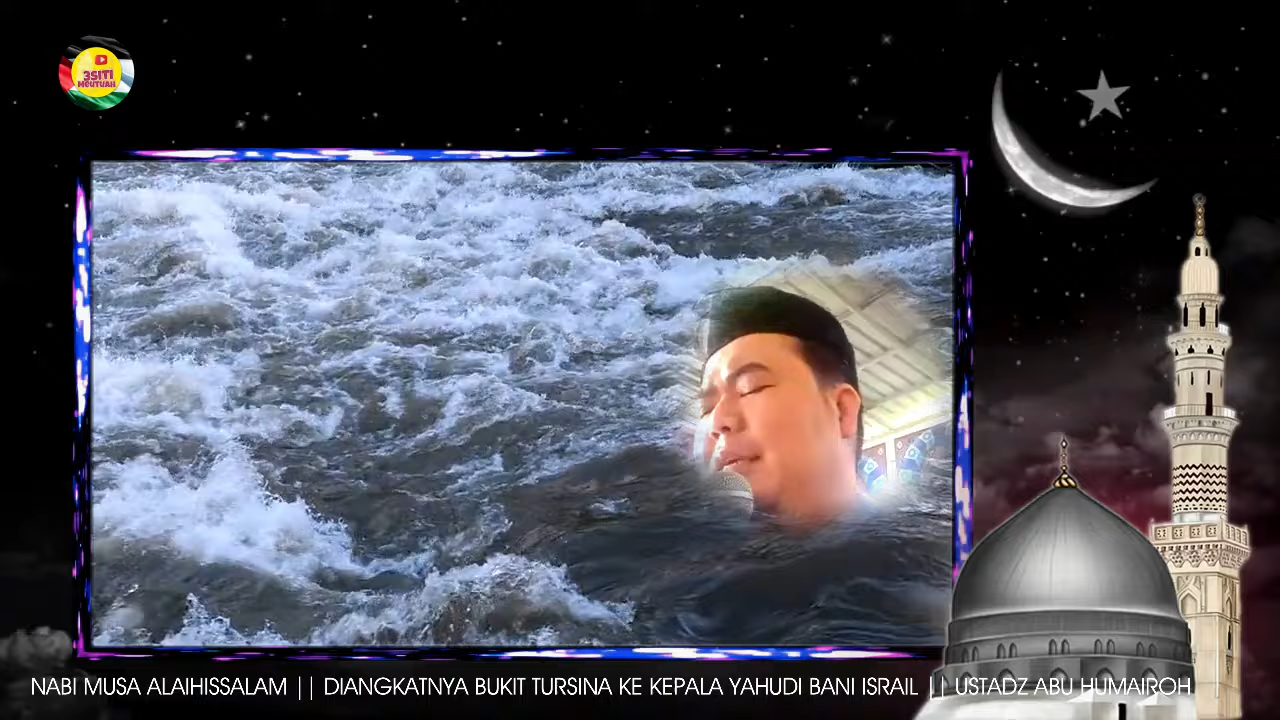 3SITI
MEUTUAH
NABI MUSA ALAIHISSALAM || DIANGKATNYA BUKIT TURSINA KE KEPALA YAHUDI BANI ISRAIL || USTADZ ABU HUMAIROH